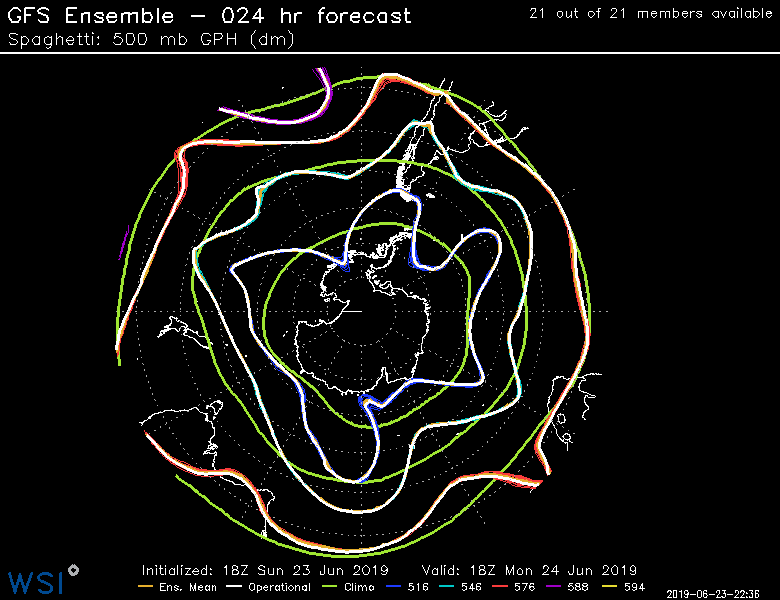 GFS Ensemble – 024 hr forecast
21 out of 21 members available
Spaghetti: 500 mb GPH (dm)
Initialized: 18Z Sun 23 Jun 2019 Valid: 18Z Mon 24 Jun 2019
WSI
Ens. Mean Operational Climo 516 546 576 588 594
2019-06-23-22:36